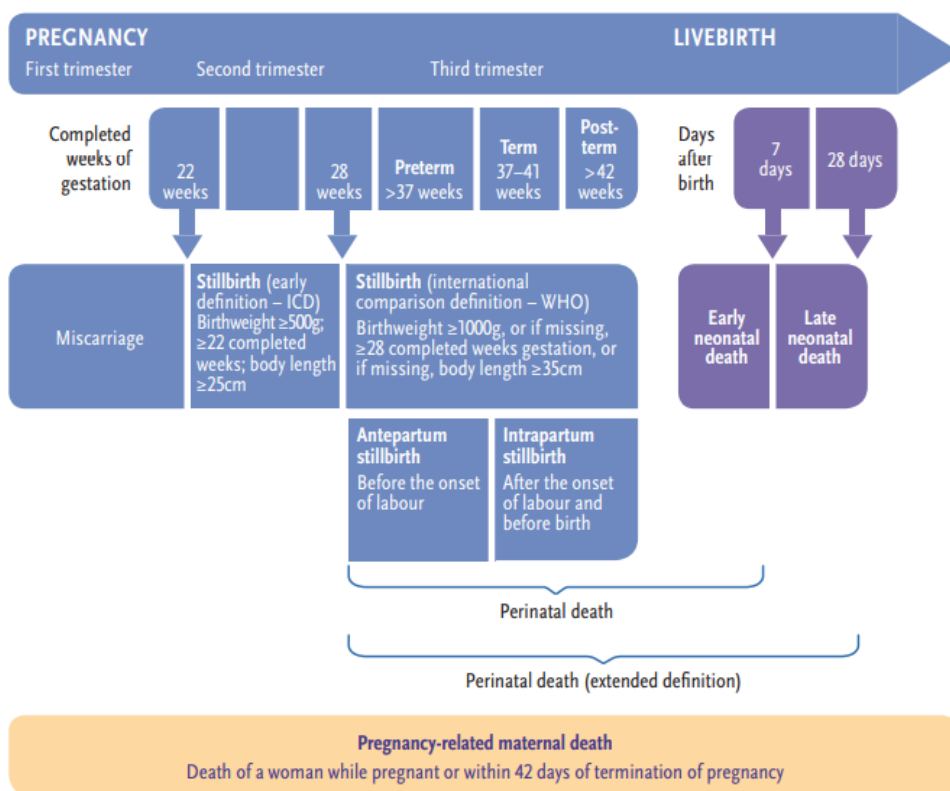 PREGNANCY
LIVEBIRTH
First trimester
Second trimester
Third trimester
Completed
weeks of
gestation
22
weeks
28
weeks
Preterm
>37 weeks
Term
37–41
weeks
Post-
term
>42
weeks
Days
after
birth
7
days
28 days
Miscarriage
Stillbirth (early
definition – ICD)
Birthweight ≥500g;
≥22 completed
weeks; body length
≥25cm
Stillbirth (international
comparison definition – WHO)
Birthweight ≥1000g, or if missing,
≥28 completed weeks gestation, or
if missing, body length ≥35cm
Early
neonatal
death
Late
neonatal
death
Antepartum
stillbirth
Before the onset
of labour
Intrapartum
stillbirth
After the onset
of labour and
before birth
Perinatal death
Perinatal death (extended definition)
Pregnancy-related maternal death
Death of a woman while pregnant or within 42 days of termination of pregnancy